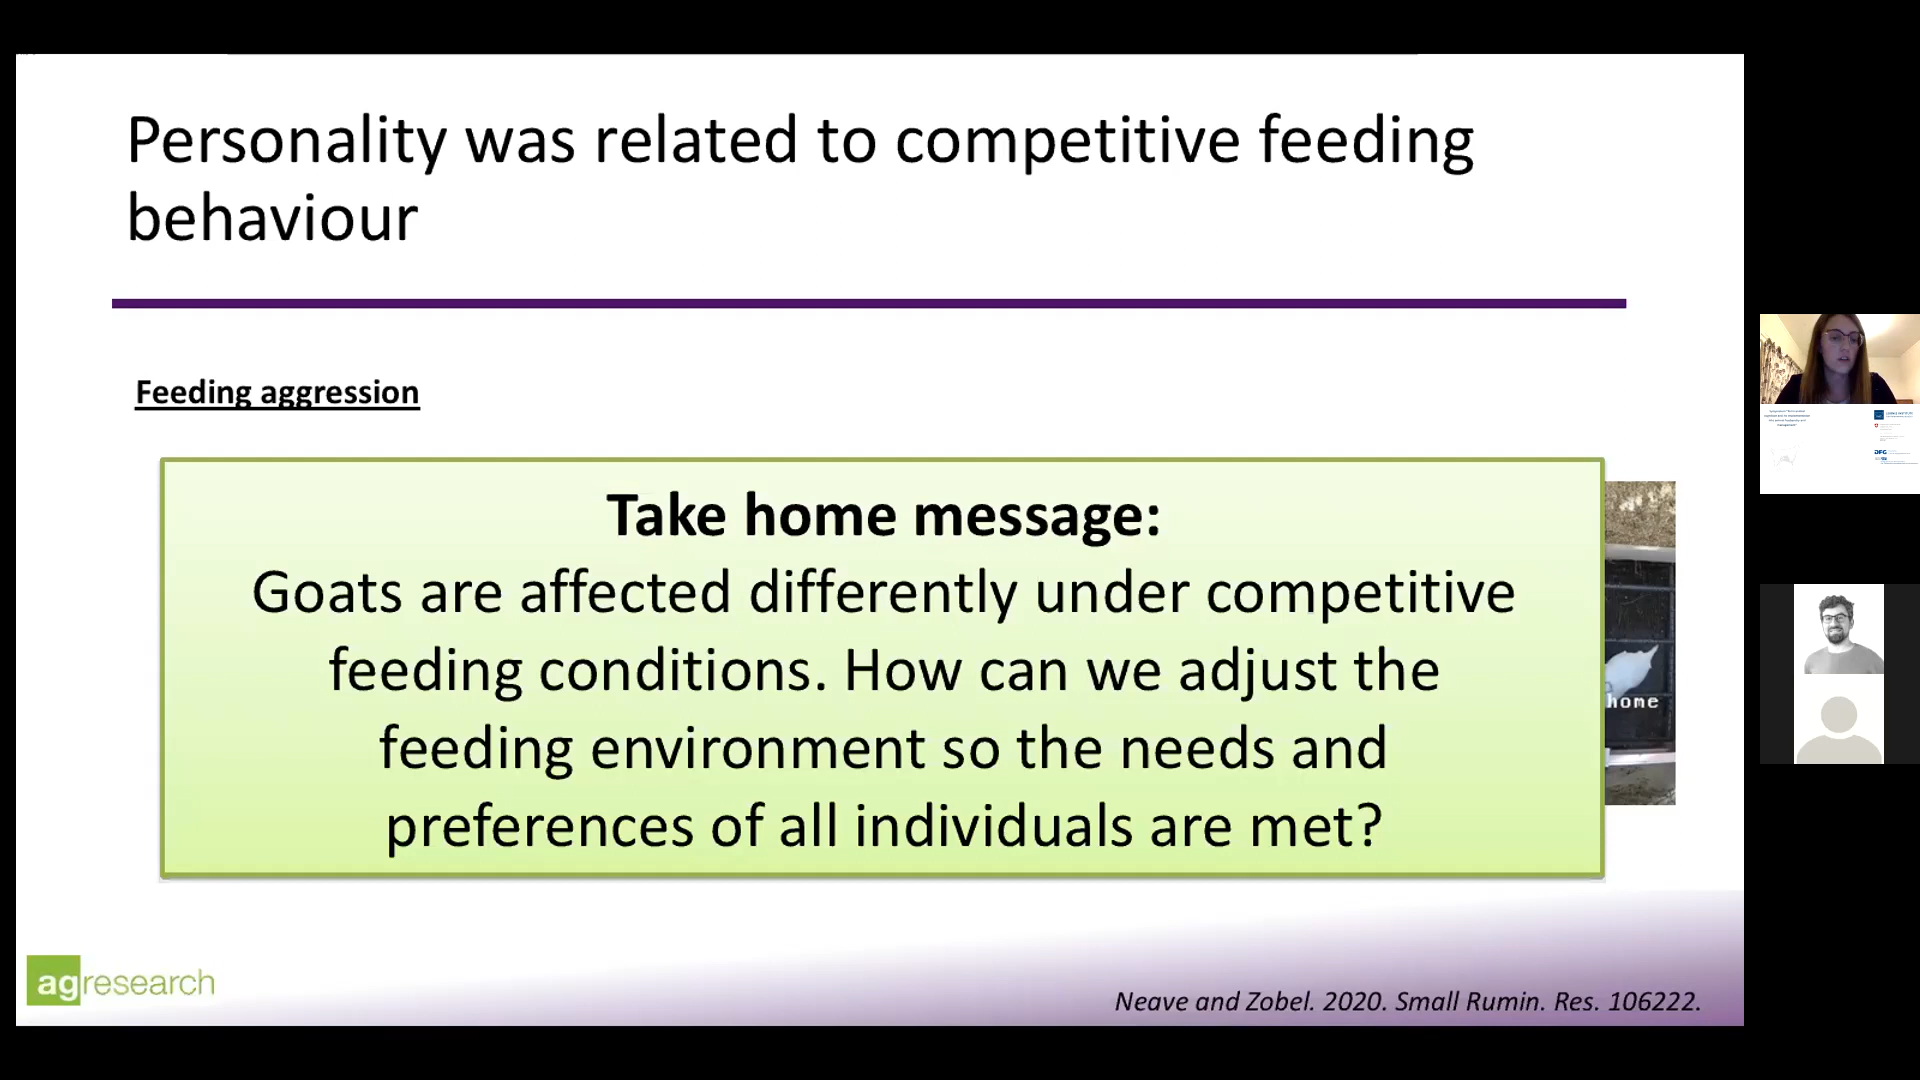 Personality was related to competitive feeding
behaviour
Feeding aggression
Take home message:
Goats are affected differently under competitive
feeding conditions. How can we adjust the
feeding environment so the needs and
preferences of all individuals are met?
home
agresearch
Neave and Zobel. 2020. Small Rumin. Res. 106222.
DFG